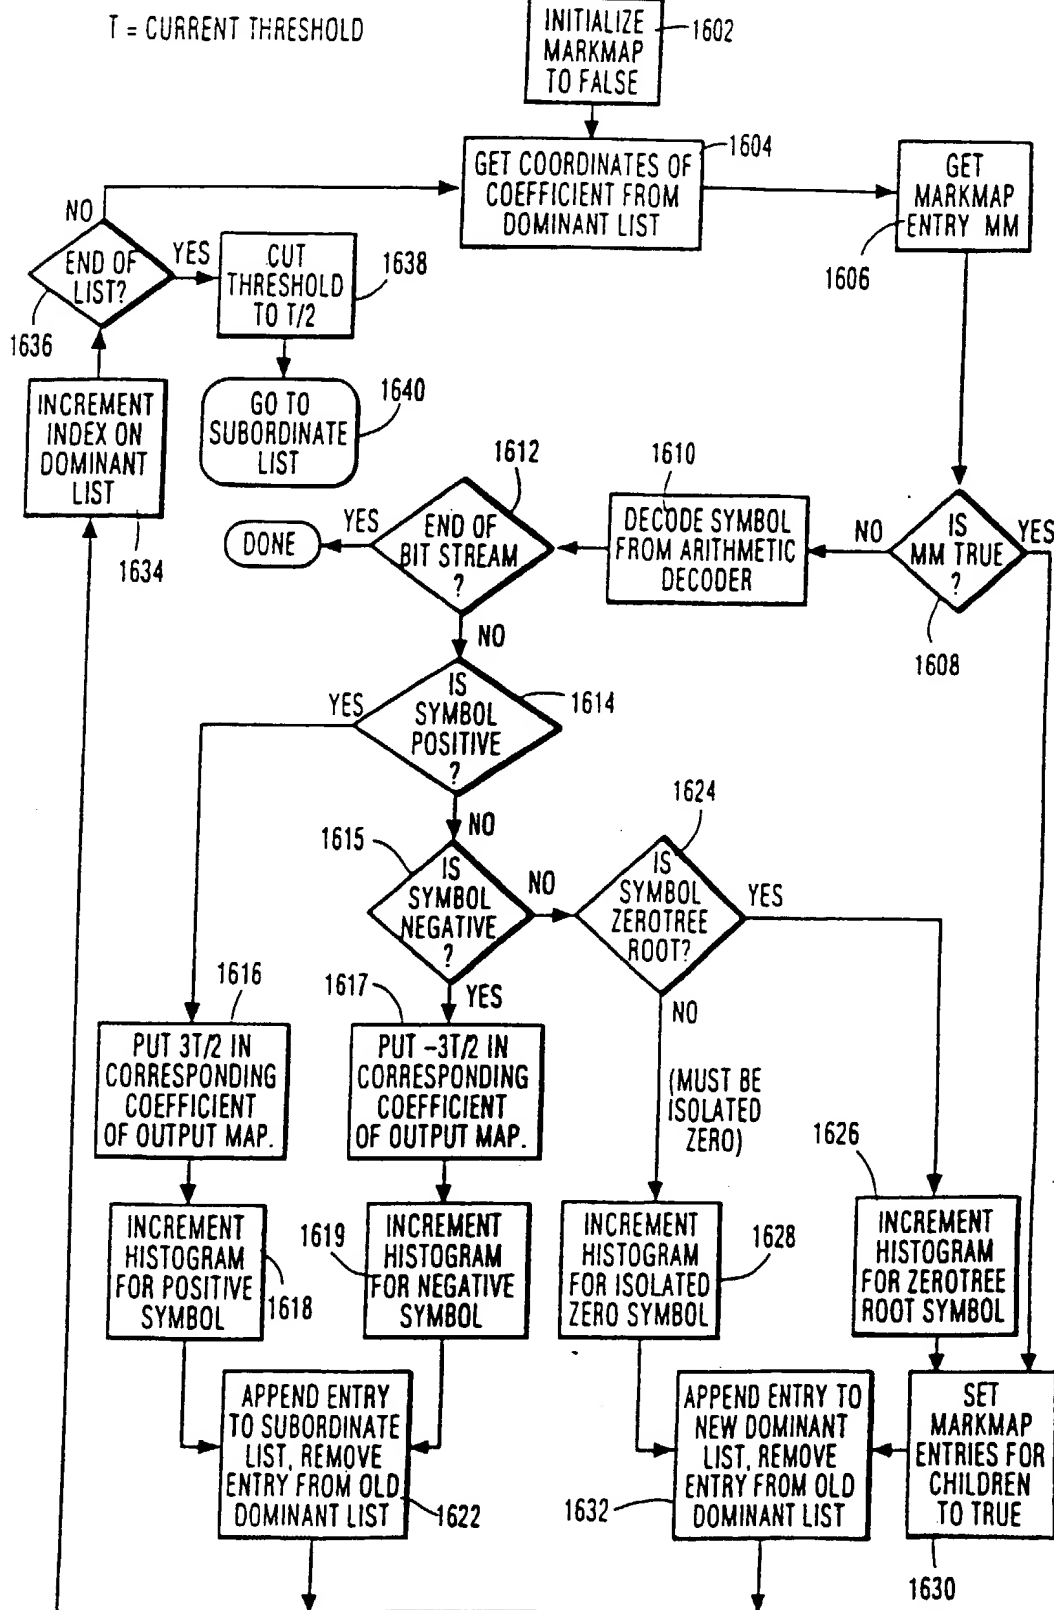 T = CURRENT THRESHOLD
INITIALIZE
MARKMAP
TO FALSE
1602
GET COORDINATES OF
COEFFICIENT FROM
DOMINANT LIST
1604
GET
MARKMAP
ENTRY MM
1606
NO
END OF
LIST?
YES
1636
CUT
THRESHOLD
TO T/2
1638
GO TO
SUBORDINATE
LIST
1640
INCREMENT
INDEX ON
DOMINANT
LIST
1634
IS
MM TRUE
?
NO
YES
1608
DECODE SYMBOL
FROM ARITHMETIC
DECODER
1610
END OF
BIT STREAM
?
1612
YES
DONE
NO
IS
SYMBOL
POSITIVE
?
1614
YES
NO
IS
SYMBOL
NEGATIVE
?
1615
NO
YES
IS
SYMBOL
ZEROTREE
ROOT?
1624
YES
NO
(MUST BE
ISOLATED
ZERO)
PUT 3T/2 IN
CORRESPONDING
COEFFICIENT
OF OUTPUT MAP.
1616
PUT -3T/2 IN
CORRESPONDING
COEFFICIENT
OF OUTPUT MAP.
1617
INCREMENT
HISTOGRAM
FOR POSITIVE
SYMBOL
1618
INCREMENT
HISTOGRAM
FOR NEGATIVE
SYMBOL
1619
INCREMENT
HISTOGRAM
FOR ISOLATED
ZERO SYMBOL
1628
INCREMENT
HISTOGRAM
FOR ZEROTREE
ROOT SYMBOL
1626
APPEND ENTRY
TO SUBORDINATE
LIST, REMOVE
ENTRY FROM OLD
DOMINANT LIST
1622
APPEND ENTRY TO
NEW DOMINANT
LIST, REMOVE
ENTRY FROM OLD
DOMINANT LIST
1632
SET
MARKMAP
ENTRIES FOR
CHILDREN
TO TRUE
1630